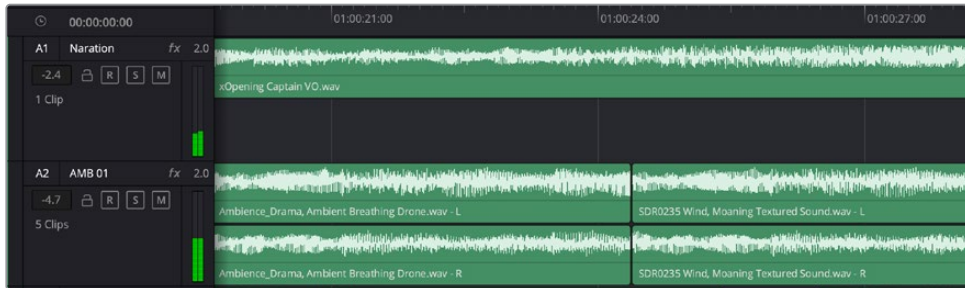 00:00:00:00 01:00:21:00 01:00:24:00 01:00:27:00
A1 Naration fx 2.0
-2.4 R S M
1 Clip
xOpening Captain VO.wav
A2 AMB 01 fx 2.0
-4.7 R S M
5 Clips
Ambience_Drama, Ambient Breathing Drone.wav - L SDR0235 Wind, Moaning Textured Sound.wav - L
Ambience_Drama, Ambient Breathing Drone.wav - R SDR0235 Wind, Moaning Textured Sound.wav - R